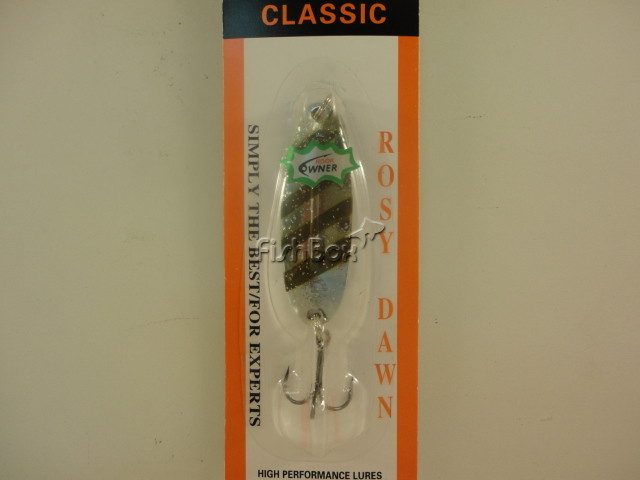 CLASSIC
SIMPLY THE BEST/FOR EXPERTS
OWNER
ROSY DAWN
FishBox
HIGH PERFORMANCE LURES